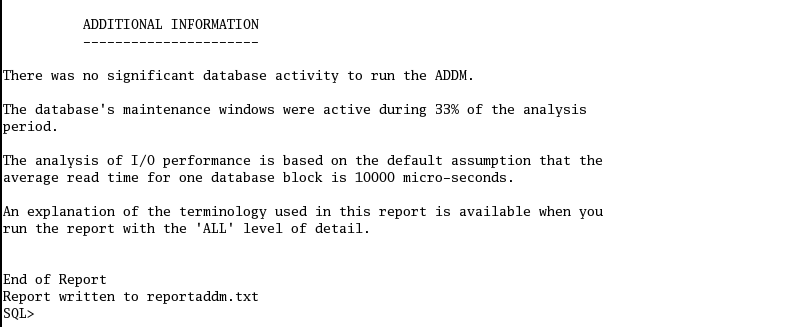 ADDITIONAL INFORMATION
----------------------
There was no significant database activity to run the ADDM.
The database's maintenance windows were active during 33% of the analysis
period.
The analysis of I/O performance is based on the default assumption that the
average read time for one database block is 10000 micro-seconds.
An explanation of the terminology used in this report is available when you
run the report with the 'ALL' level of detail.
End of Report
Report written to reportaddm.txt
SQL>